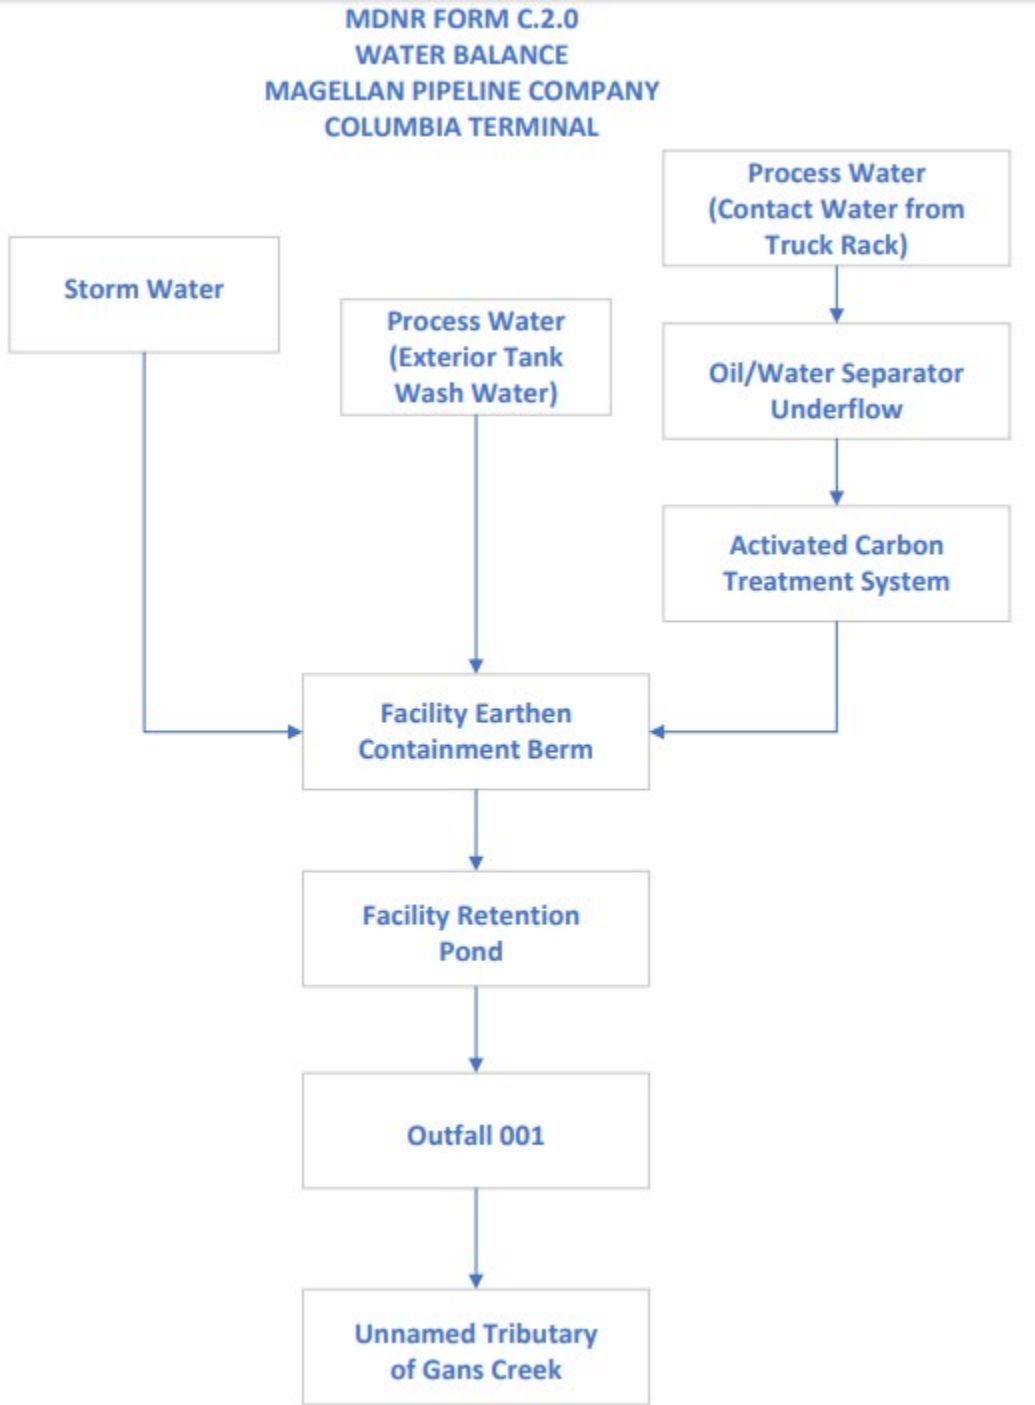 MDNR FORM C.2.0
WATER BALANCE
MAGELLAN PIPELINE COMPANY
COLUMBIA TERMINAL
Process Water
(Contact Water from
Truck Rack)
Storm Water
Process Water
(Exterior Tank
Wash Water)
Oil/Water Separator
Underflow
Activated Carbon
Treatment System
Facility Earthen
Containment Berm
Facility Retention
Pond
Outfall 001
Unnamed Tributary
of Gans Creek